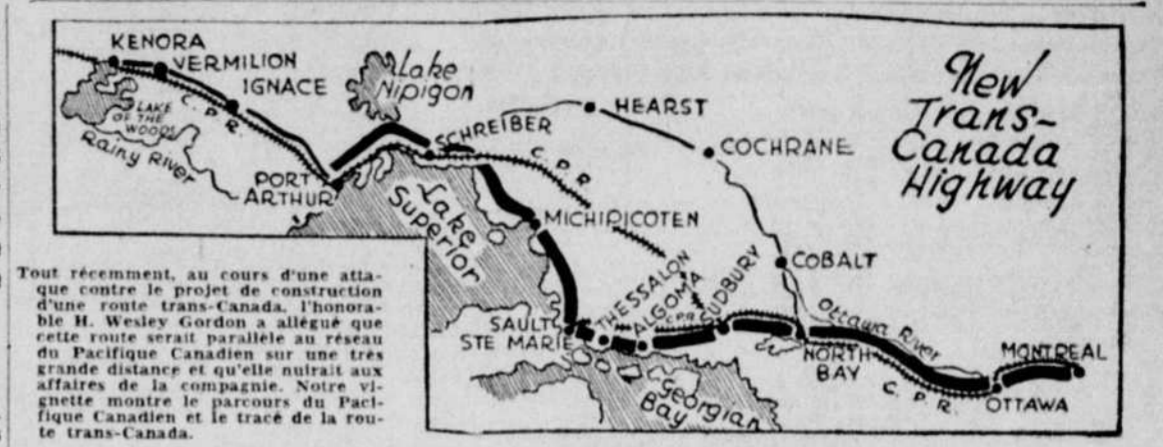 KENORA
VERMILION
IGNACE
LAKE
OF THE
WOODS
C. P. R.
Rainy River
PORT
ARTHUR
Lake
Nipigon
SCHREIBER
C. P. R.
HEARST
COCHRANE
Lake
Superior
MICHIPICOTEN
COBALT
SAULT
STE MARIE
THESSALON
ALGOMA
C.P.R.
SUDBURY
Georgian
Bay
NORTH
BAY
Ottawa River
C. P. R.
OTTAWA
MONTREAL
New
Trans-
Canada
Highway
Tout récemment, au cours d'une atta-
que contre le projet de construction
d'une route trans-Canada, l'honora-
ble H. Wesley Gordon a allégué que
cette route serait parallèle au réseau
du Pacifique Canadien sur une très
grande distance et qu'elle nuirait aux
affaires de la compagnie. Notre vi-
gnette montre le parcours du Paci-
fique Canadien et le tracé de la rou-
te trans-Canada.